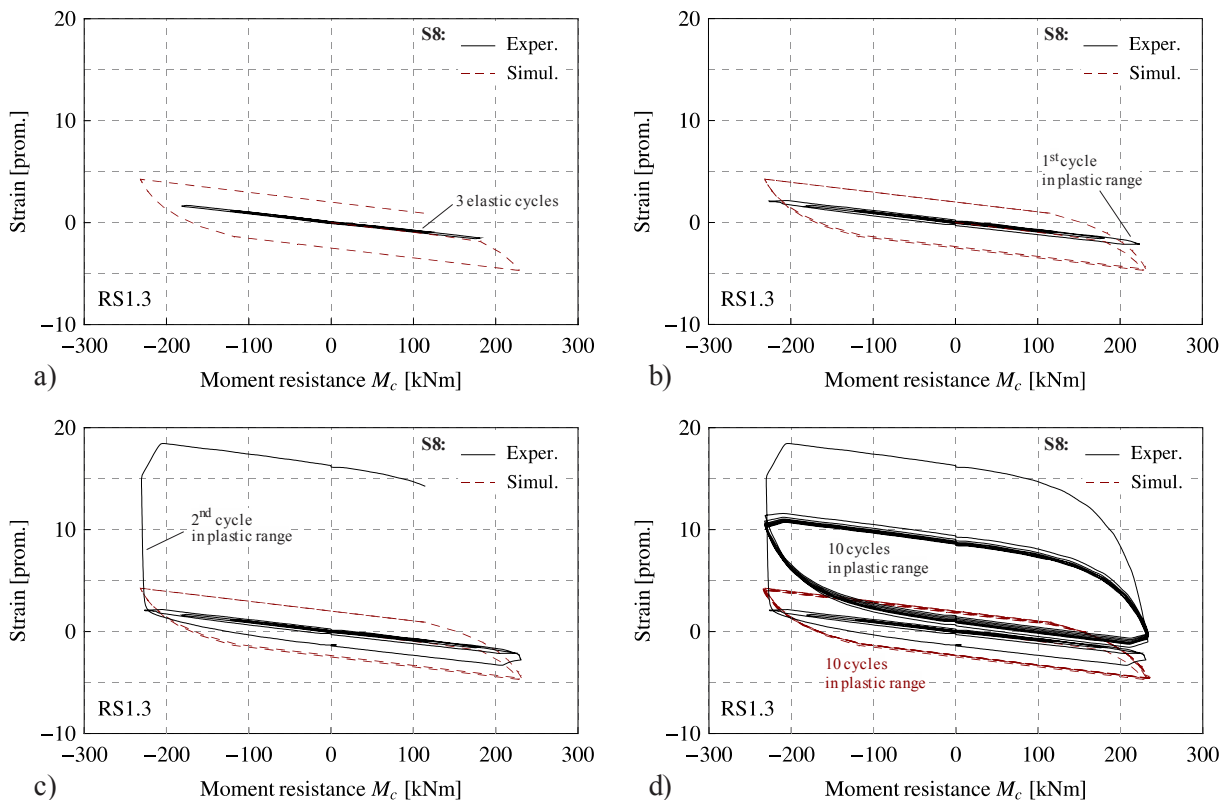 20
10
0
−10
Strain [prom.]
S8:
Exper.
Simul.
3 elastic cycles
RS1.3
−300 −200 −100 0 100 200 300
Moment resistance Mc [kNm]
a)
20
10
0
−10
Strain [prom.]
S8:
Exper.
Simul.
1st cycle
in plastic range
RS1.3
−300 −200 −100 0 100 200 300
Moment resistance Mc [kNm]
b)
20
10
0
−10
Strain [prom.]
S8:
Exper.
Simul.
2nd cycle
in plastic range
RS1.3
−300 −200 −100 0 100 200 300
Moment resistance Mc [kNm]
c)
20
10
0
−10
Strain [prom.]
S8:
Exper.
Simul.
10 cycles
in plastic range
10 cycles
in plastic range
RS1.3
−300 −200 −100 0 100 200 300
Moment resistance Mc [kNm]
d)